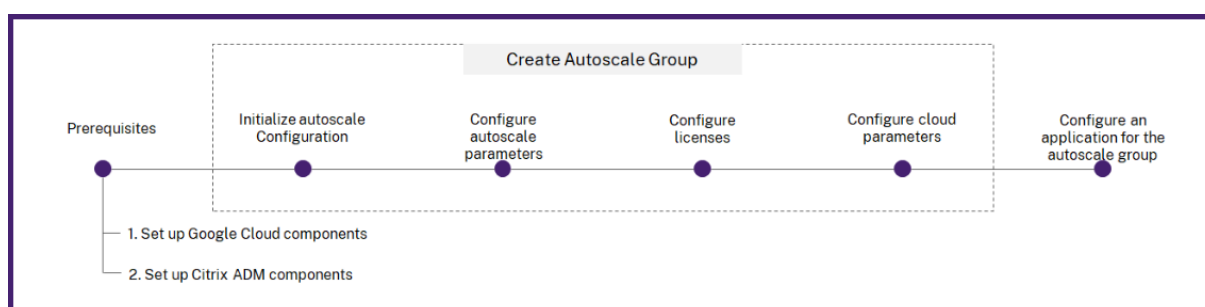 Create Autoscale Group
Prerequisites
Initialize autoscale
Configuration
Configure
autoscale
parameters
Configure
licenses
Configure cloud
parameters
Configure an
application for the
autoscale group
1. Set up Google Cloud components
2. Set up Citrix ADM components